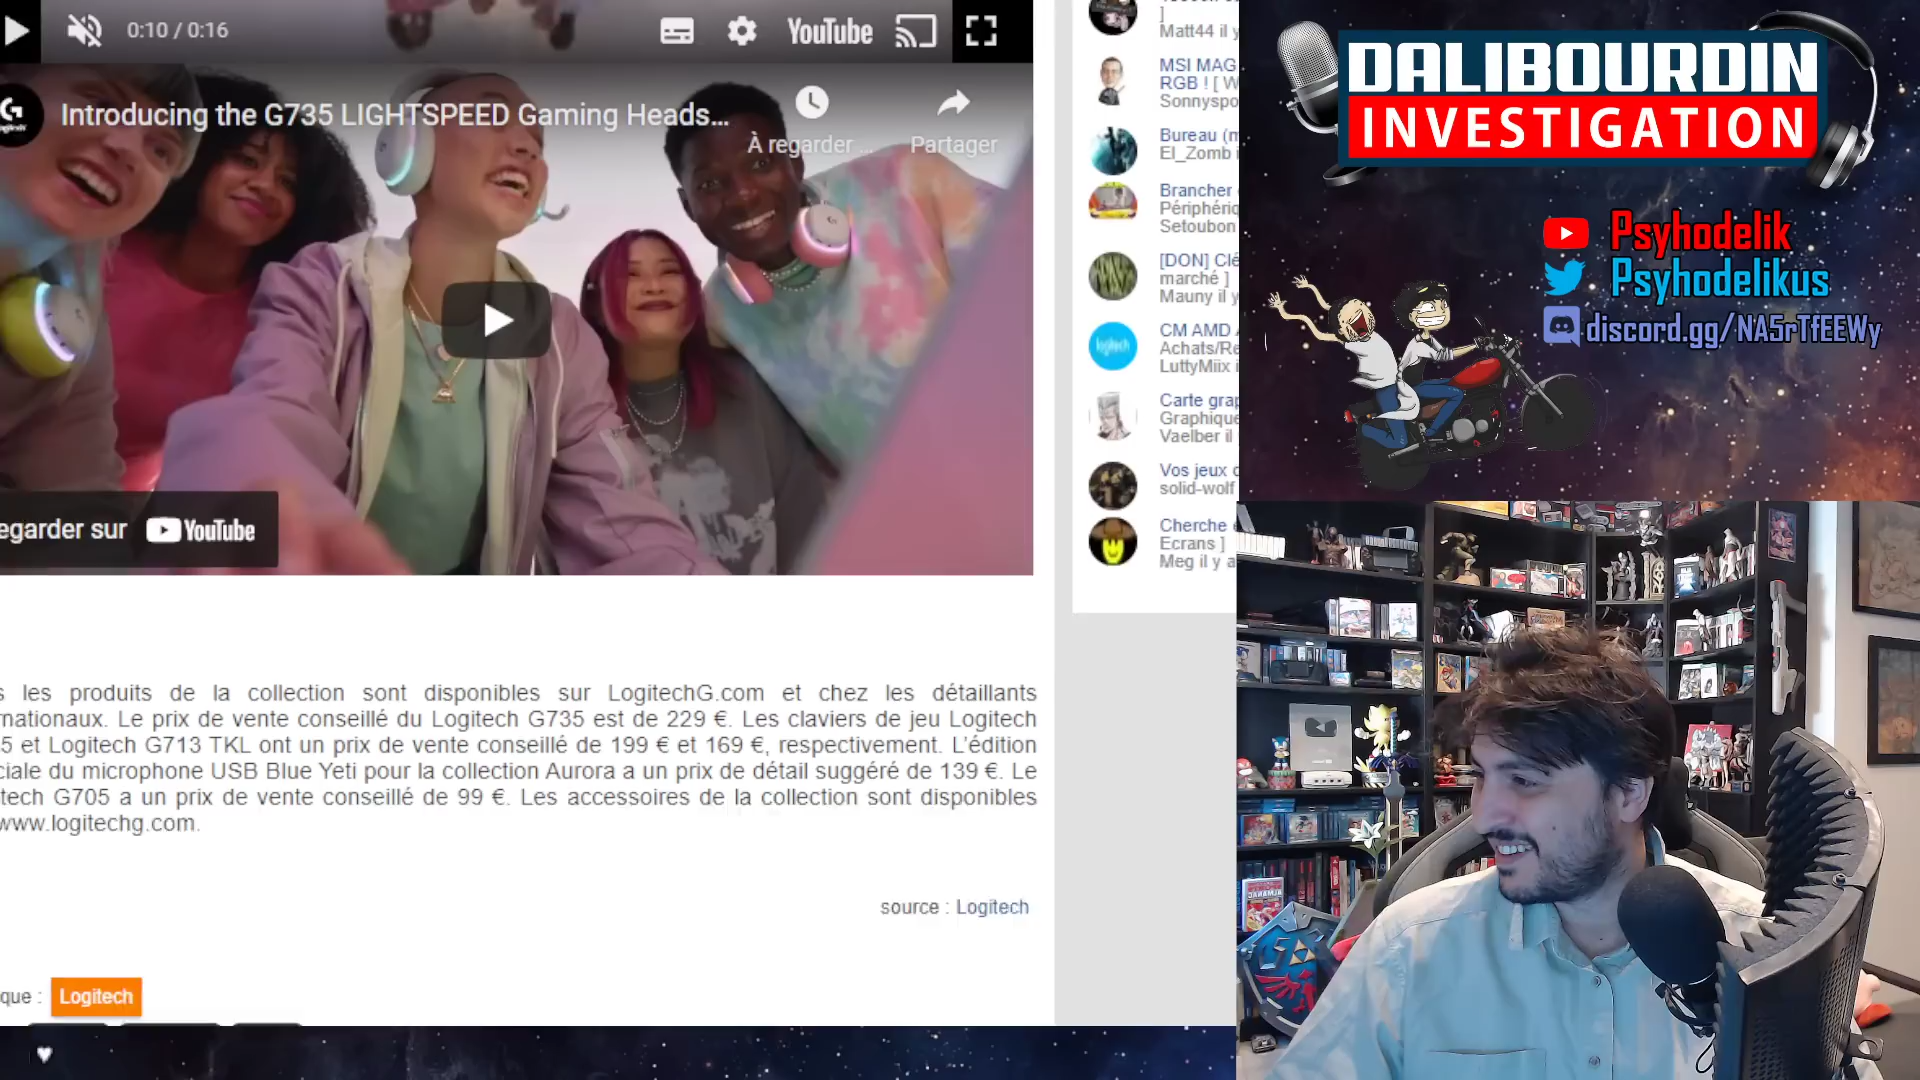 0:10 / 0:16
YouTube
Introducing the G735 LIGHTSPEED Gaming Heads...
À regarder ...
Partager
egarder sur YouTube
s les produits de la collection sont disponibles sur LogitechG.com et chez les détaillants
rnationaux. Le prix de vente conseillé du Logitech G735 est de 229 €. Les claviers de jeu Logitech
5 et Logitech G713 TKL ont un prix de vente conseillé de 199 € et 169 €, respectivement. L'édition
ciale du microphone USB Blue Yeti pour la collection Aurora a un prix de détail suggéré de 139 €. Le
tech G705 a un prix de vente conseillé de 99 €. Les accessoires de la collection sont disponibles
www.logitechg.com.
source : Logitech
que :
Logitech
]
Matt44 il y
MSI MAG
RGB ! [ W
Sonnyspo
Bureau (m
El_Zomb i
Brancher
Périphériq
Setoubon
[DON] Clé
marché ]
Mauny il y
CM AMD
Achats/Re
LuttyMiix i
Carte grap
Graphique
Vaelber il
Vos jeux
solid-wolf
Cherche
Ecrans ]
Meg il y a
DALIBOURDIN
INVESTIGATION
Psyhodelik
Psyhodelikus
discord.gg/NA5rTfEEWy